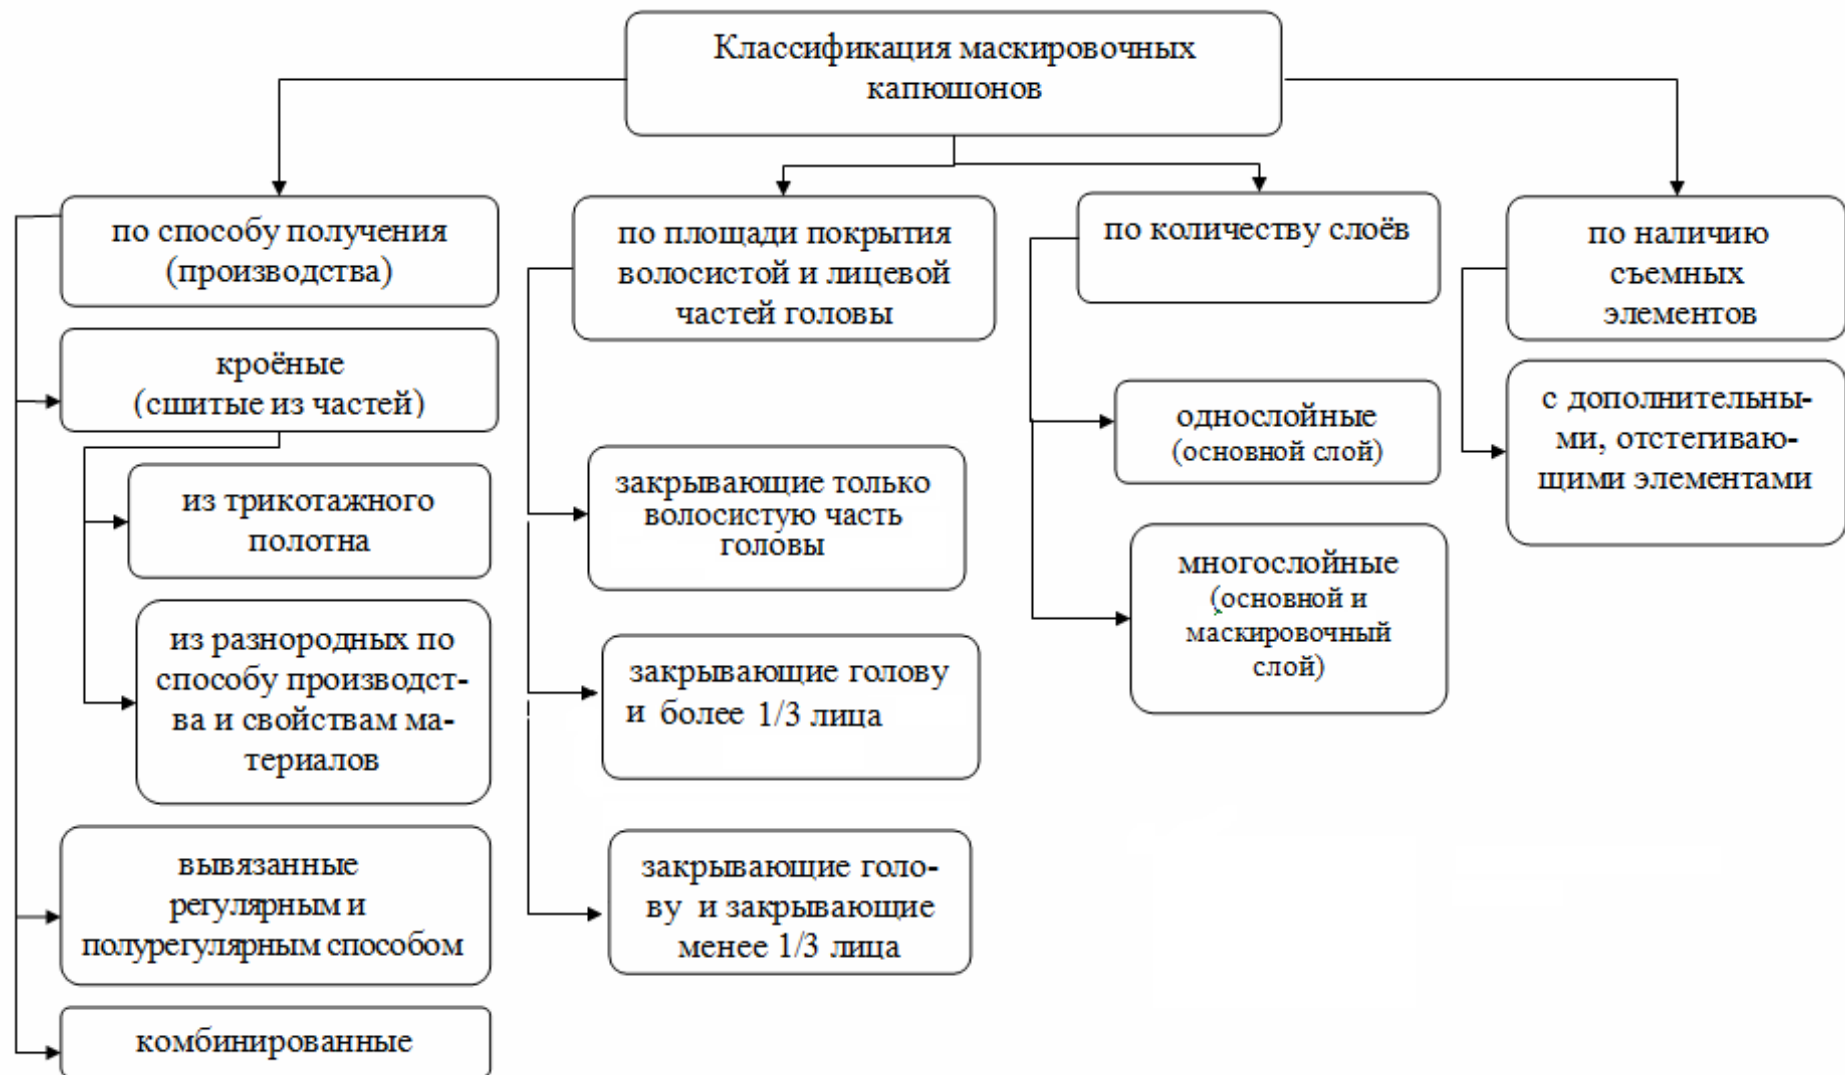 Классификация маскировочных
капюшонов
по способу получения
(производства)
кроёные
(сшитые из частей)
из трикотажного
полотна
из разнородных по
способу производст-
ва и свойствам ма-
териалов
вывязанные
регулярным и
полурегулярным способом
комбинированные
по площади покрытия
волосистой и лицевой
частей головы
закрывающие только
волосистую часть
головы
закрывающие голову
и более 1/3 лица
закрывающие голо-
ву и закрывающие
менее 1/3 лица
по количеству слоёв
однослойные
(основной слой)
многослойные
(основной и
маскировочный
слой)
по наличию
съемных
элементов
с дополнительны-
ми, отстегиваю-
щими элементами